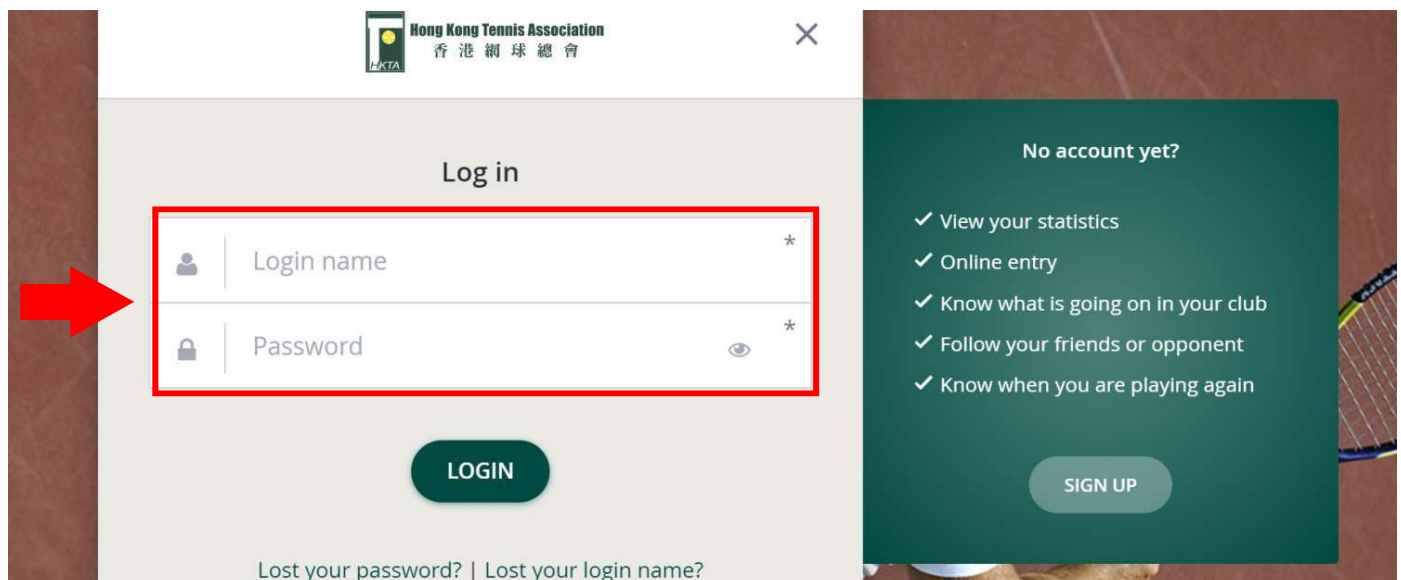 Hong Kong Tennis Association
香港網球總會
HKTA
Log in
Login name *
Password *
LOGIN
Lost your password? | Lost your login name?
No account yet?
✓ View your statistics
✓ Online entry
✓ Know what is going on in your club
✓ Follow your friends or opponent
✓ Know when you are playing again
SIGN UP